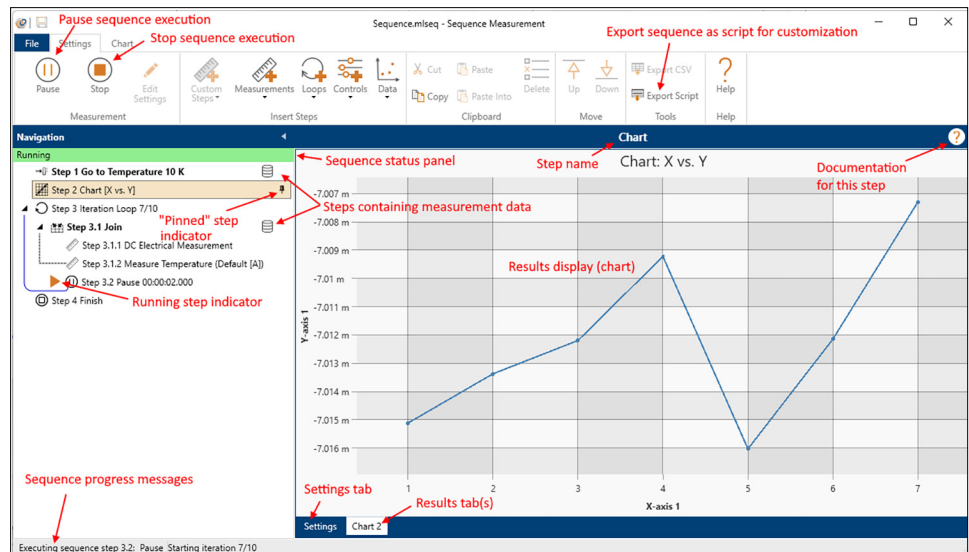 Sequence.mlseq - Sequence Measurement
Pause sequence execution
Stop sequence execution
Export sequence as script for customization
File
Settings
Chart
Pause
Stop
Edit
Settings
Custom
Steps
Measurements
Loops
Controls
Data
Cut
Copy
Paste
Paste Into
Delete
Up
Down
Export CSV
Export Script
Help
Measurement
Insert Steps
Clipboard
Move
Tools
Help
Navigation
Chart
Running
Step 1 Go to Temperature 10 K
Step 2 Chart [X vs. Y]
Step 3 Iteration Loop 7/10
Step 3.1 Join
Step 3.1.1 DC Electrical Measurement
Step 3.1.2 Measure Temperature (Default [A])
Step 3.2 Pause 00:00:02.000
Step 4 Finish
"Pinned" step
indicator
Running step indicator
Sequence status panel
Step name
Documentation
for this step
Steps containing measurement data
Results display (chart)
Chart: X vs. Y
-7.007 m
-7.008 m
-7.009 m
-7.01 m
-7.011 m
-7.012 m
-7.013 m
-7.014 m
-7.015 m
-7.016 m
Y-axis 1
1 2 3 4 5 6 7
X-axis 1
Sequence progress messages
Settings tab
Results tab(s)
Settings
Chart 2
Executing sequence step 3.2: Pause Starting iteration 7/10